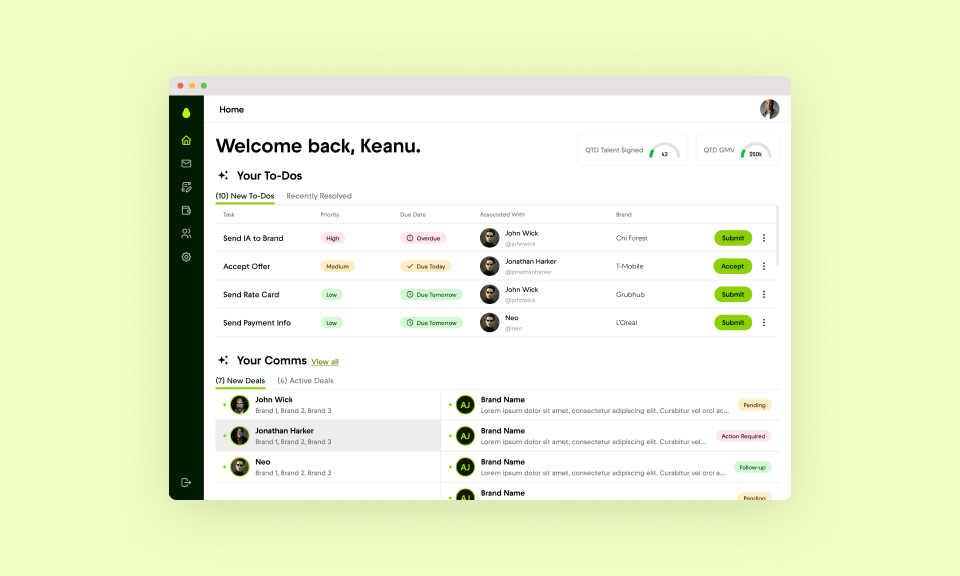 Home
Welcome back, Keanu.
QTD Talent Signed 42
QTD GMV $50k
Your To-Dos
(10) New To-Dos Recently Resolved
Task Priority Due Date Associated With Brand
Send IA to Brand High Overdue John Wick @johnwick Chi Forest Submit
Accept Offer Medium Due Today Jonathan Harker @jonathanharker T-Mobile Accept
Send Rate Card Low Due Tomorrow John Wick @johnwick Grubhub Submit
Send Payment Info Low Due Tomorrow Neo @neo L'Oreal Submit
Your Comms View all
(7) New Deals (4) Active Deals
John Wick
Brand 1, Brand 2, Brand 3
Jonathan Harker
Brand 1, Brand 2, Brand 3
Neo
Brand 1, Brand 2, Brand 3
AJ Brand Name
Lorem ipsum dolor sit amet, consectetur adipiscing elit. Curabitur vel orci ac... Pending
AJ Brand Name
Lorem ipsum dolor sit amet, consectetur adipiscing elit. Curabitur vel... Action Required
AJ Brand Name
Lorem ipsum dolor sit amet, consectetur adipiscing elit. Curabitur vel orci a... Follow-up
AJ Brand Name
Pending